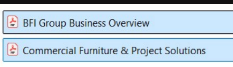 BFI Group Business Overview
Commercial Furniture & Project Solutions